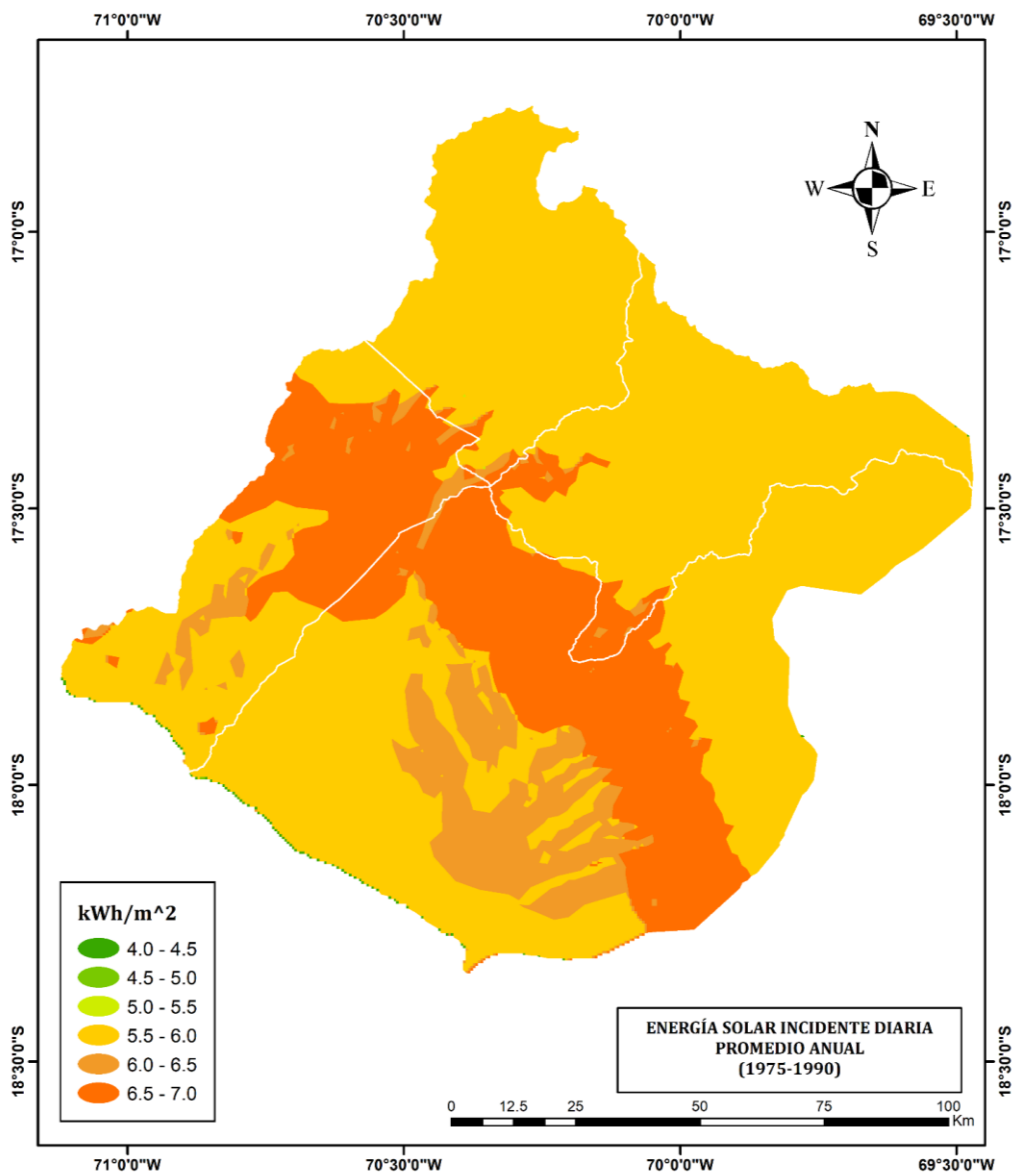 71°0'0"W 70°30'0"W 70°0'0"W 69°30'0"W
N
W E
S
17°0'0"S 17°0'0"S
17°30'0"S 17°30'0"S
18°0'0"S 18°0'0"S
18°30'0"S 18°30'0"S
kWh/m^2
4.0 - 4.5
4.5 - 5.0
5.0 - 5.5
5.5 - 6.0
6.0 - 6.5
6.5 - 7.0
ENERGÍA SOLAR INCIDENTE DIARIA
PROMEDIO ANUAL
(1975-1990)
0 12.5 25 50 75 100
Km
71°0'0"W 70°30'0"W 70°0'0"W 69°30'0"W